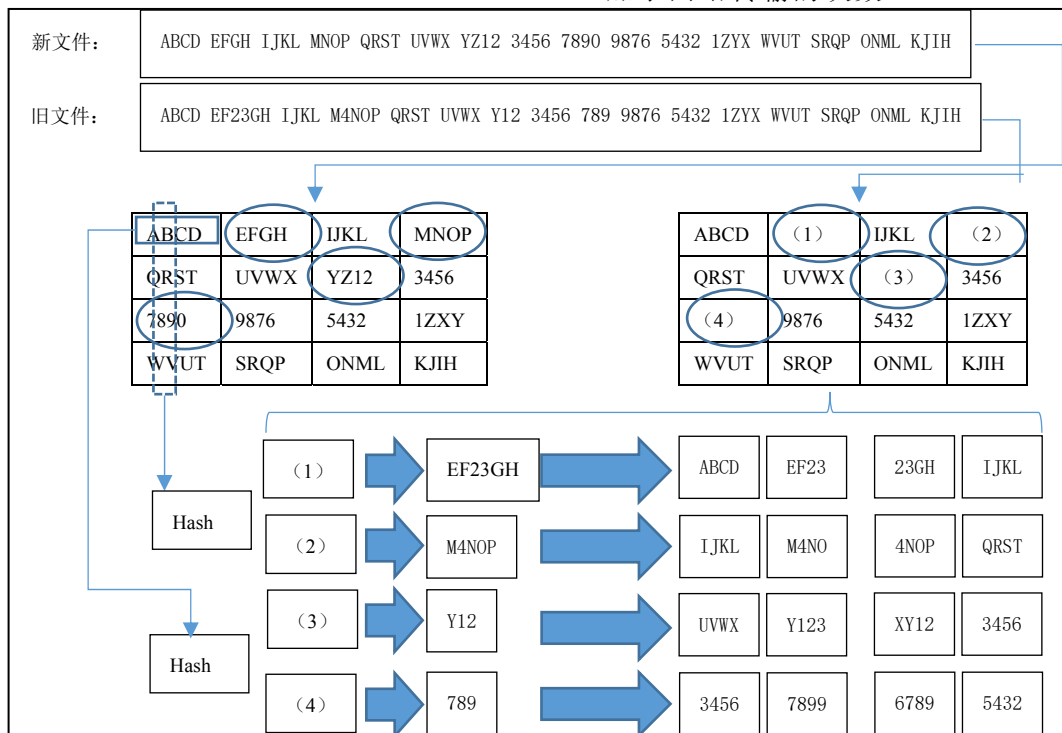 新文件： ABCD EFGH IJKL MNOP QRST UVWX YZ12 3456 7890 9876 5432 1ZYX WVUT SRQP ONML KJIH
旧文件： ABCD EF23GH IJKL M4NOP QRST UVWX Y12 3456 789 9876 5432 1ZYX WVUT SRQP ONML KJIH
ABCD EFGH IJKL MNOP
QRST UVWX YZ12 3456
7890 9876 5432 1ZXY
WVUT SRQP ONML KJIH
ABCD （1） IJKL （2）
QRST UVWX （3） 3456
（4） 9876 5432 1ZXY
WVUT SRQP ONML KJIH
（1） EF23GH ABCD EF23 23GH IJKL
Hash
（2） M4NOP IJKL M4NO 4NOP QRST
（3） Y12 UVWX Y123 XY12 3456
Hash
（4） 789 3456 7899 6789 5432